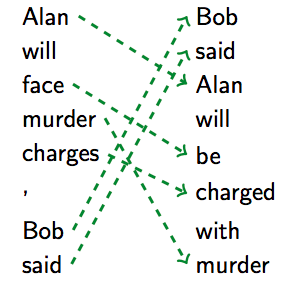 Alan
will
face
murder
charges
,
Bob
said
Bob
said
Alan
will
be
charged
with
murder